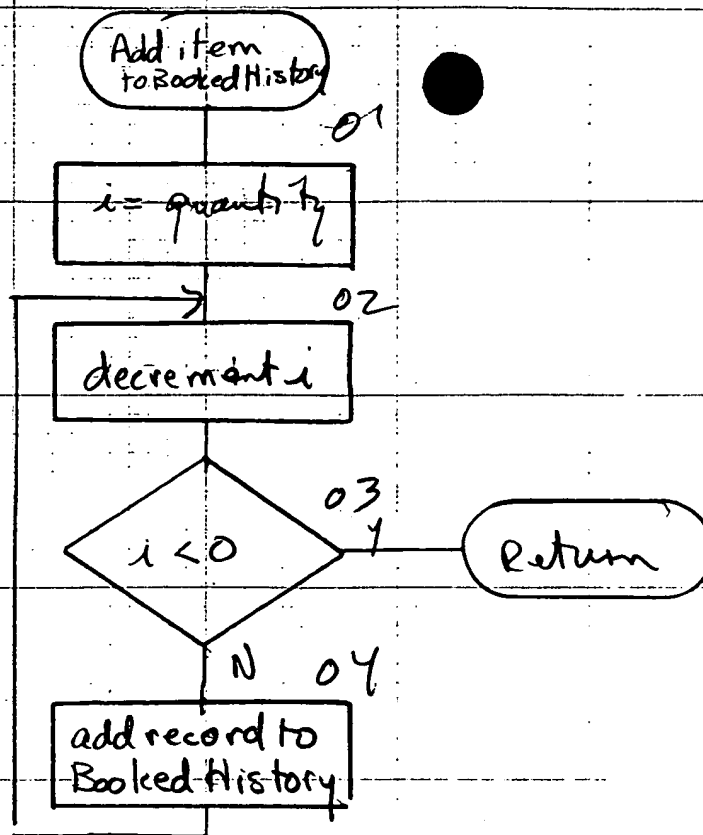 Add item
to Booked History
01
i = quantity
02
decrement i
03
i < 0
Y
Return
N
04
add record to
Booked History